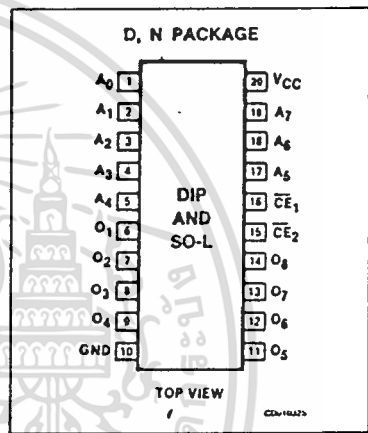 D, N PACKAGE
A0 1 20 VCC
A1 2 19 A7
A2 3 18 A6
A3 4 17 A5
A4 5 16 CE1
O1 6 15 CE2
O2 7 14 O8
O3 8 13 O7
O4 9 12 O6
GND 10 11 O5
DIP
AND
SO-L
TOP VIEW